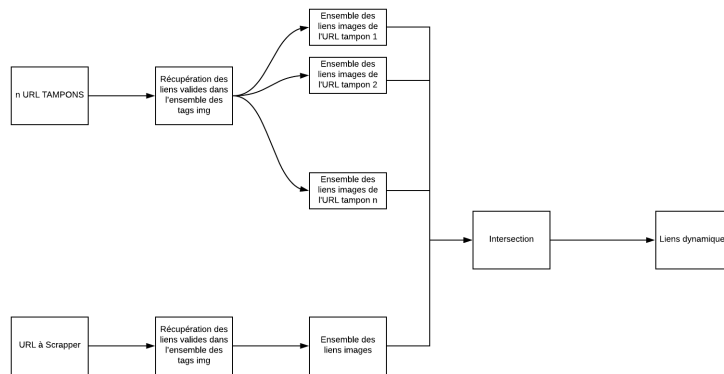 n URL TAMPONS
Récupération des
liens valides dans
l'ensemble des
tags img
Ensemble des
liens images de
l'URL tampon 1
Ensemble des
liens images de
l'URL tampon 2
Ensemble des
liens images de
l'URL tampon n
Intersection
Liens dynamique
URL à Scrapper
Récupération des
liens valides dans
l'ensemble des
tags img
Ensemble des
liens images